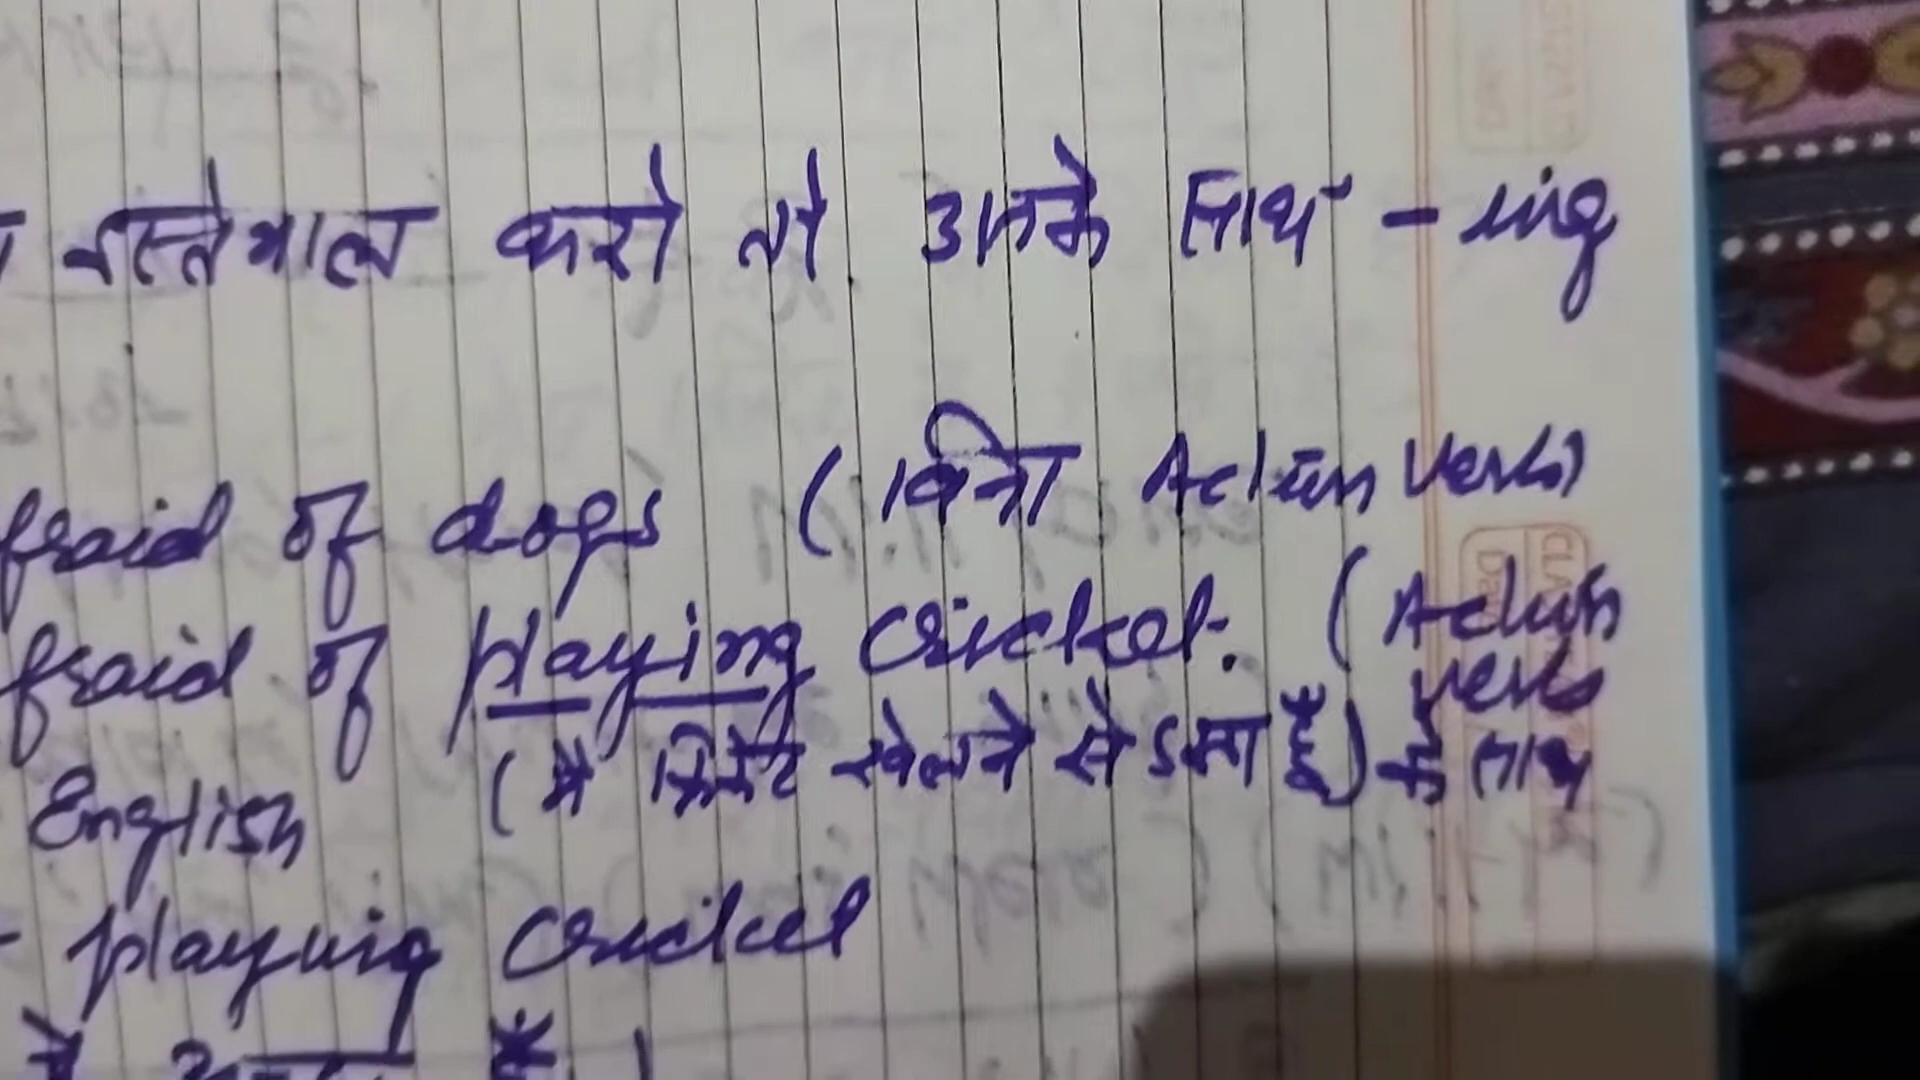 इस्तेमाल करो तो उसके साथ - ing
fraid of dogs (बिना Action verb)
fraid of playing cricket. (Action verb के साथ
(मैं क्रिकेट खेलने से डरता हूँ)
English
playing cricket